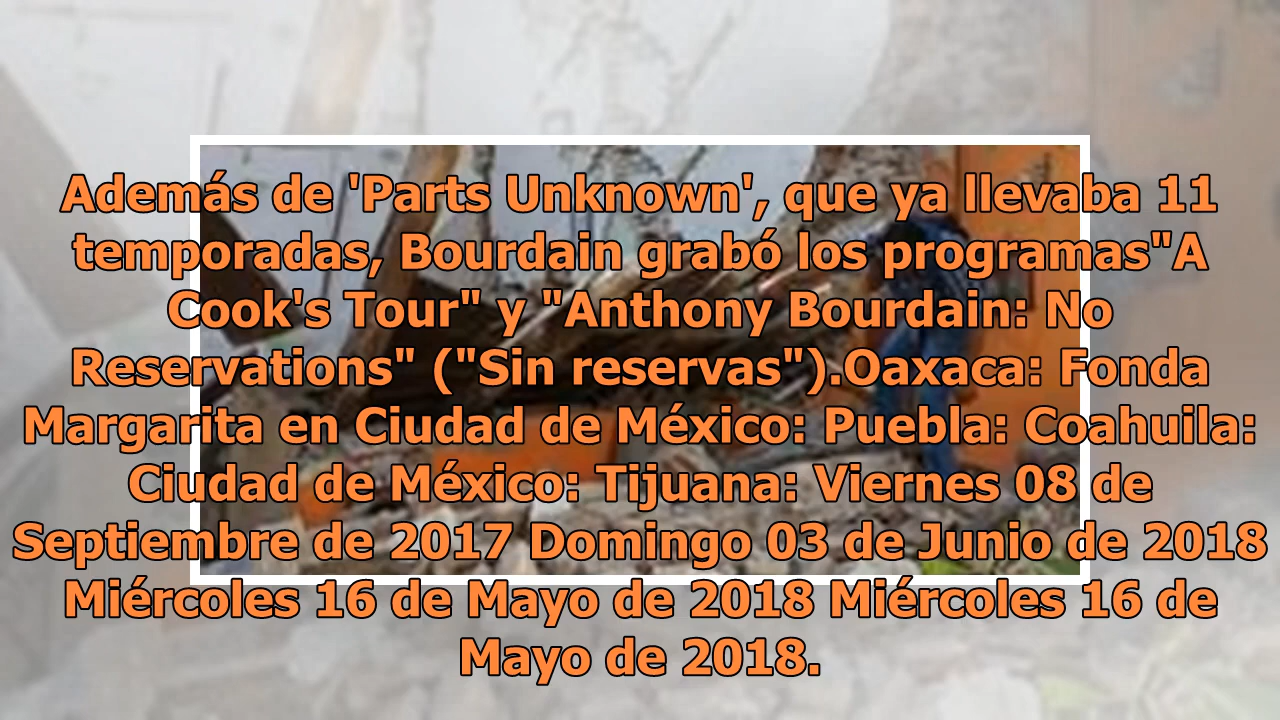 Además de 'Parts Unknown', que ya llevaba 11
temporadas, Bourdain grabó los programas"A
Cook's Tour" y "Anthony Bourdain: No
Reservations" ("Sin reservas").Oaxaca: Fonda
Margarita en Ciudad de México: Puebla: Coahuila:
Ciudad de México: Tijuana: Viernes 08 de
Septiembre de 2017 Domingo 03 de Junio de 2018
Miércoles 16 de Mayo de 2018 Miércoles 16 de
Mayo de 2018.